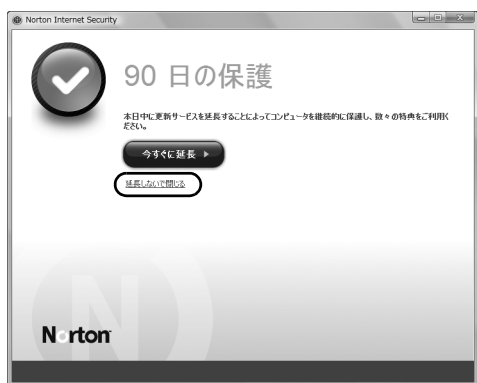 Norton Internet Security
90 日の保護
本日中に更新サービスを延長することによってコンピュータを継続的に保護し、数々の特典をご利用く
ださい。
今すぐに延長
延長しないで閉じる
Norton